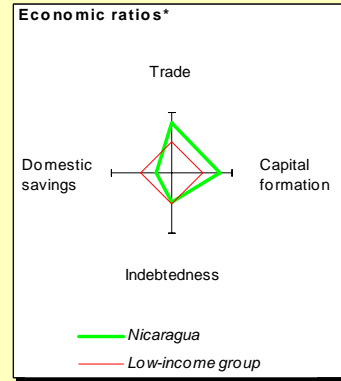 Economic ratios*
Trade
Domestic
savings
Capital
formation
Indebtedness
Nicaragua
Low-income group